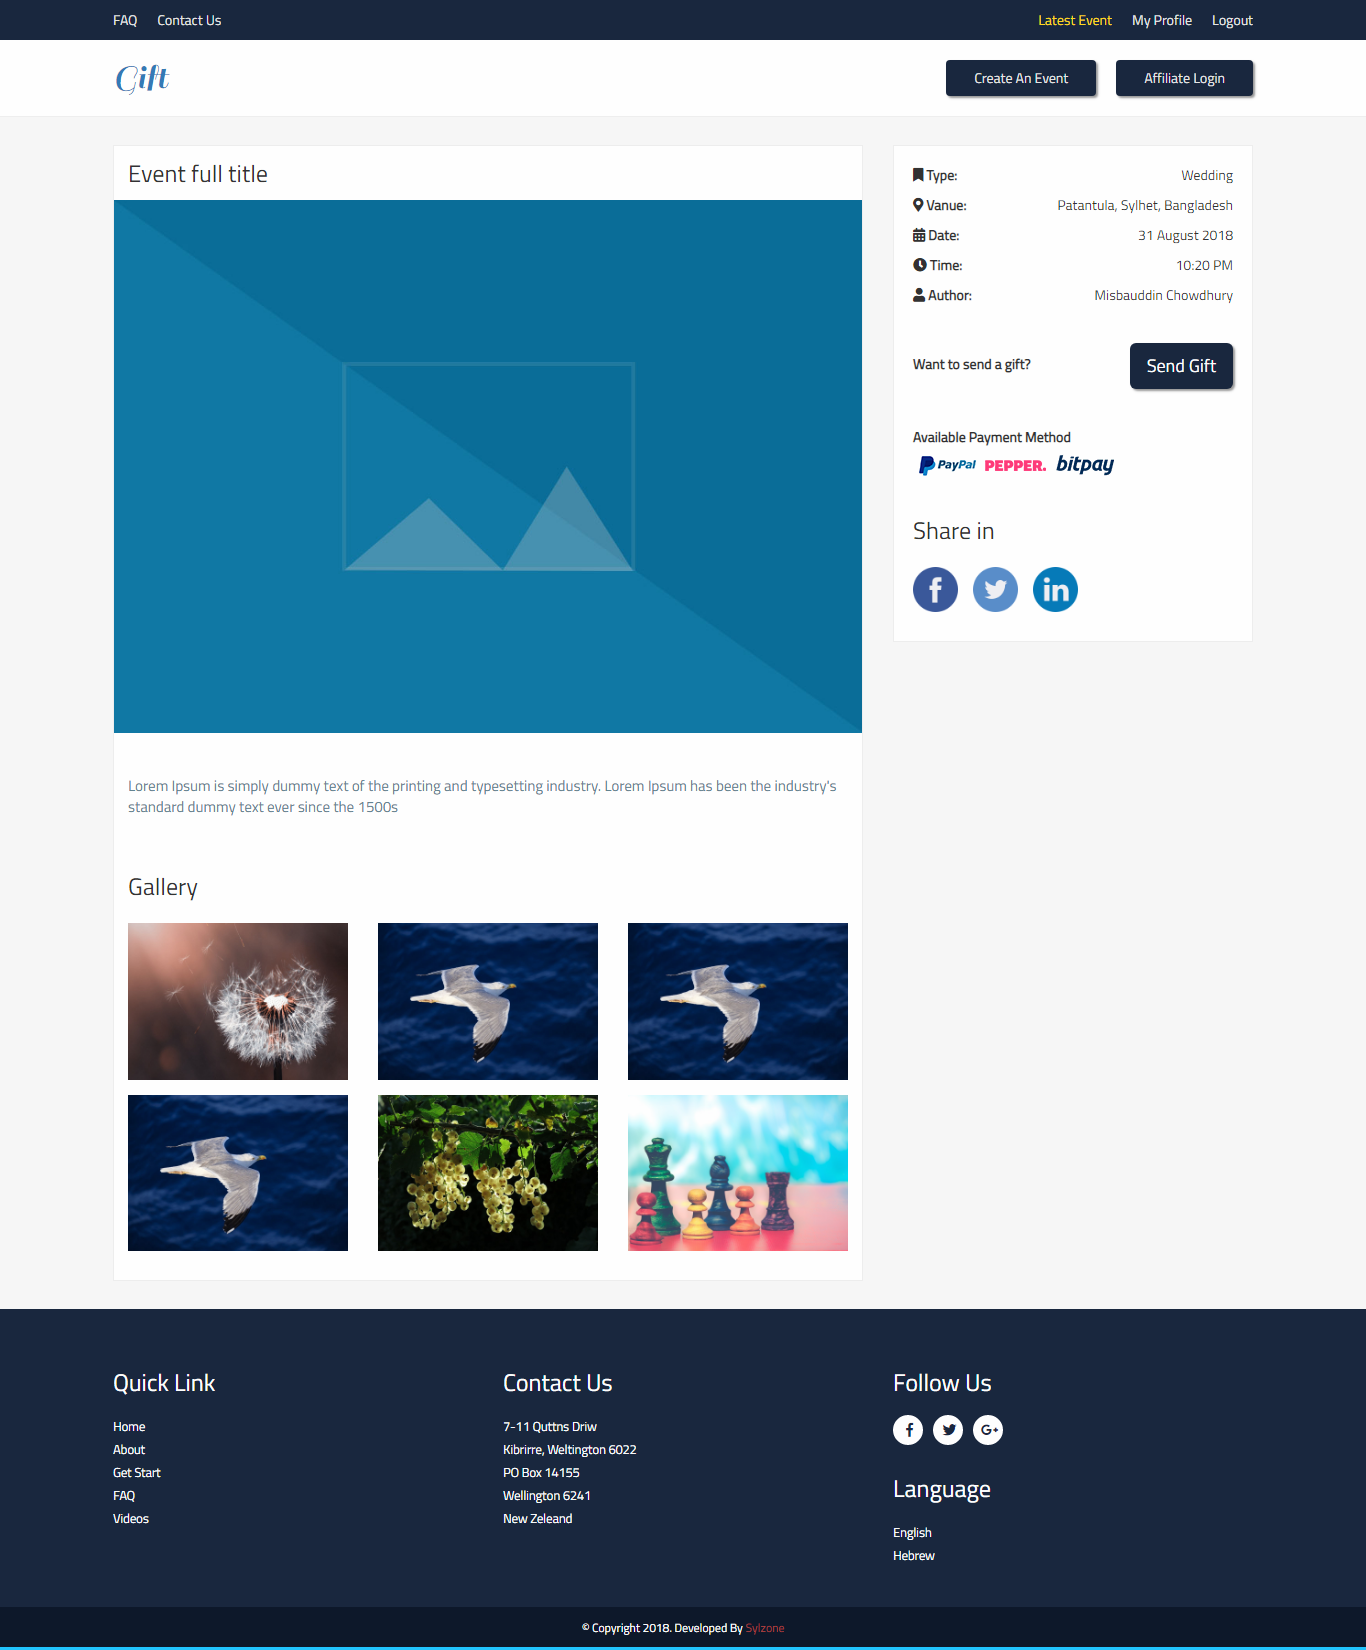 FAQ Contact Us Latest Event My Profile Logout
Gift Create An Event Affiliate Login
Event full title
Lorem Ipsum is simply dummy text of the printing and typesetting industry. Lorem Ipsum has been the industry's
standard dummy text ever since the 1500s
Gallery
Type: Wedding
Vanue: Patantula, Sylhet, Bangladesh
Date: 31 August 2018
Time: 10:20 PM
Author: Misbauddin Chowdhury
Want to send a gift? Send Gift
Available Payment Method
PayPal PEPPER. bitpay
Share in
f in
Quick Link
Home
About
Get Start
FAQ
Videos
Contact Us
7-11 Quttns Driw
Kibrirre, Weltington 6022
PO Box 14155
Wellington 6241
New Zeleand
Follow Us
f G+
Language
English
Hebrew
© Copyright 2018. Developed By Sylzone